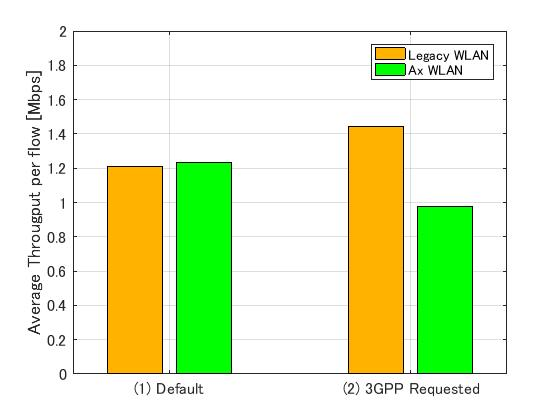 Average Througput per flow [Mbps]
2
1.8
1.6
1.4
1.2
1
0.8
0.6
0.4
0.2
0
Legacy WLAN
Ax WLAN
(1) Default
(2) 3GPP Requested